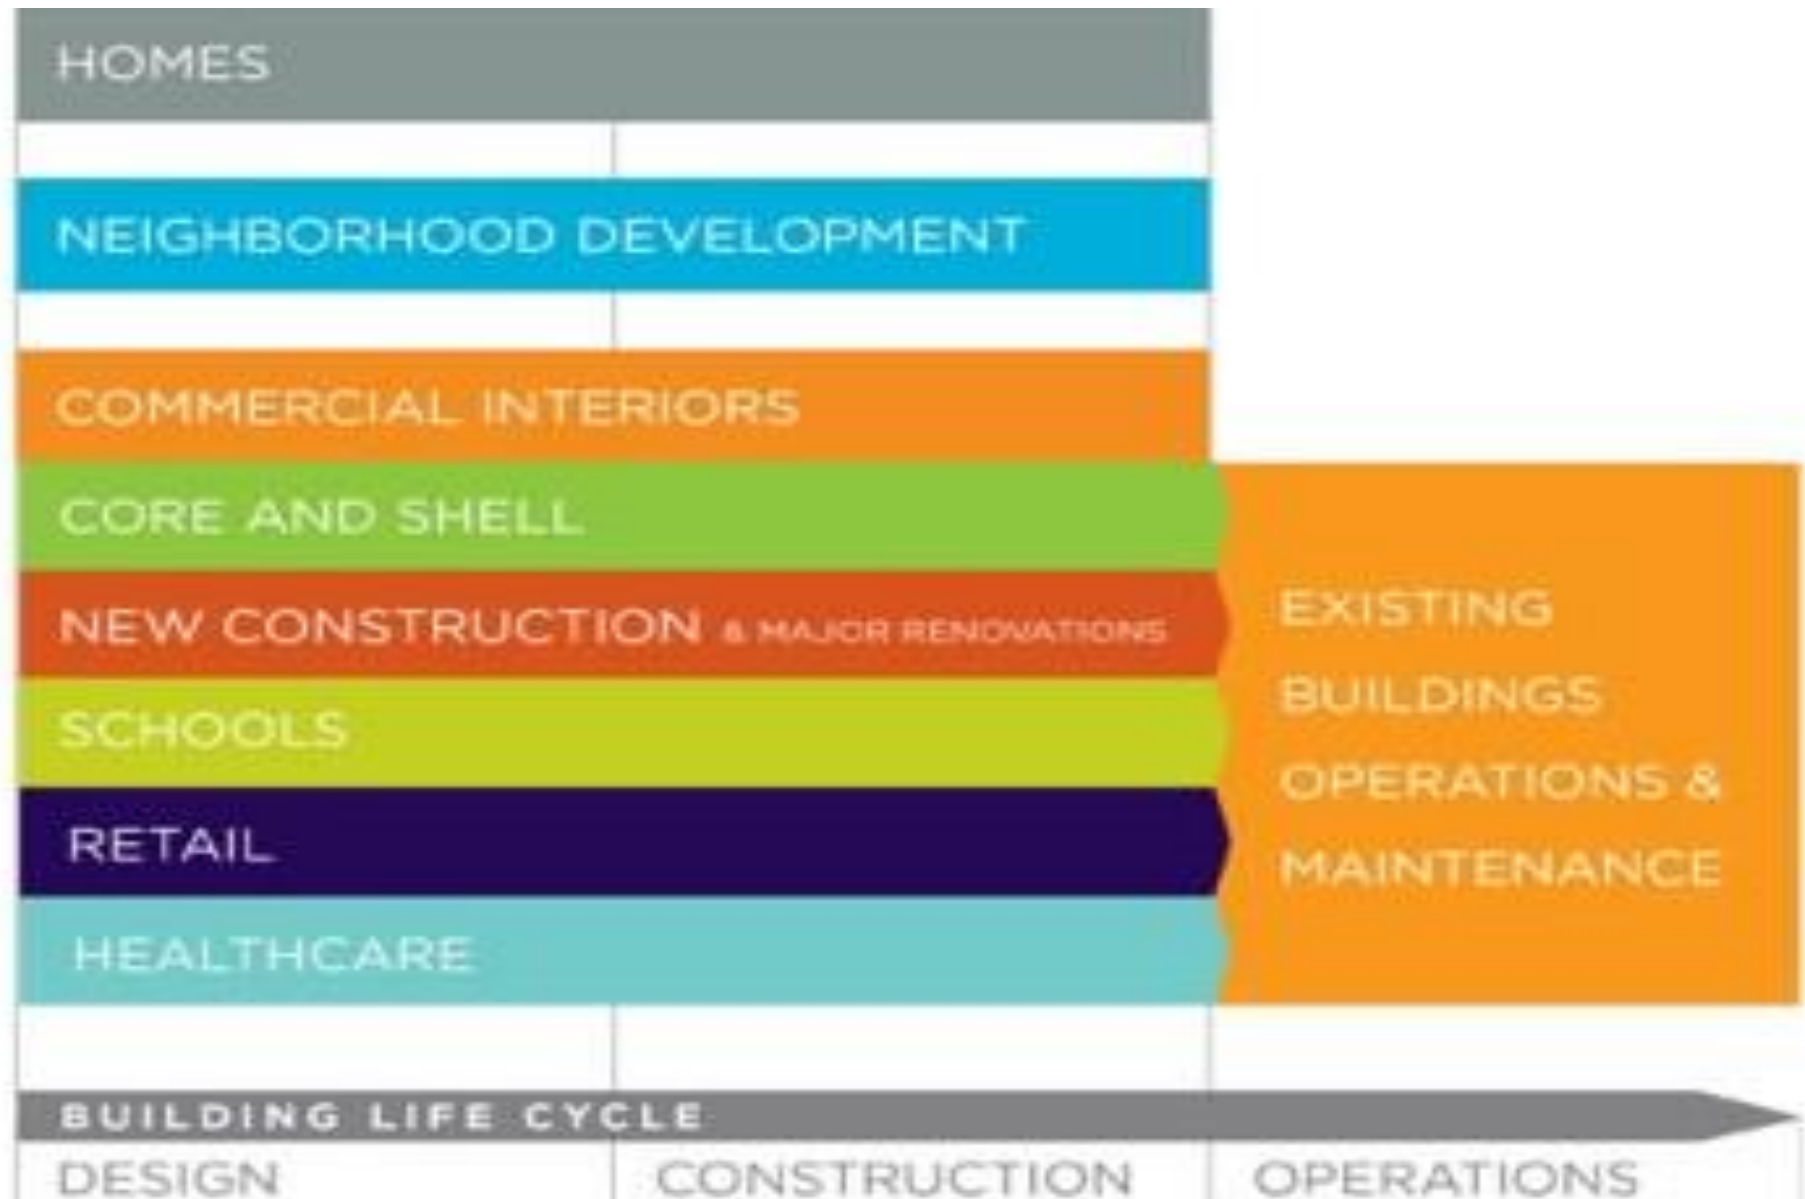 HOMES
NEIGHBORHOOD DEVELOPMENT
COMMERCIAL INTERIORS
CORE AND SHELL
NEW CONSTRUCTION & MAJOR RENOVATIONS
SCHOOLS
RETAIL
HEALTHCARE
EXISTING
BUILDINGS
OPERATIONS &
MAINTENANCE
BUILDING LIFE CYCLE
DESIGN
CONSTRUCTION
OPERATIONS